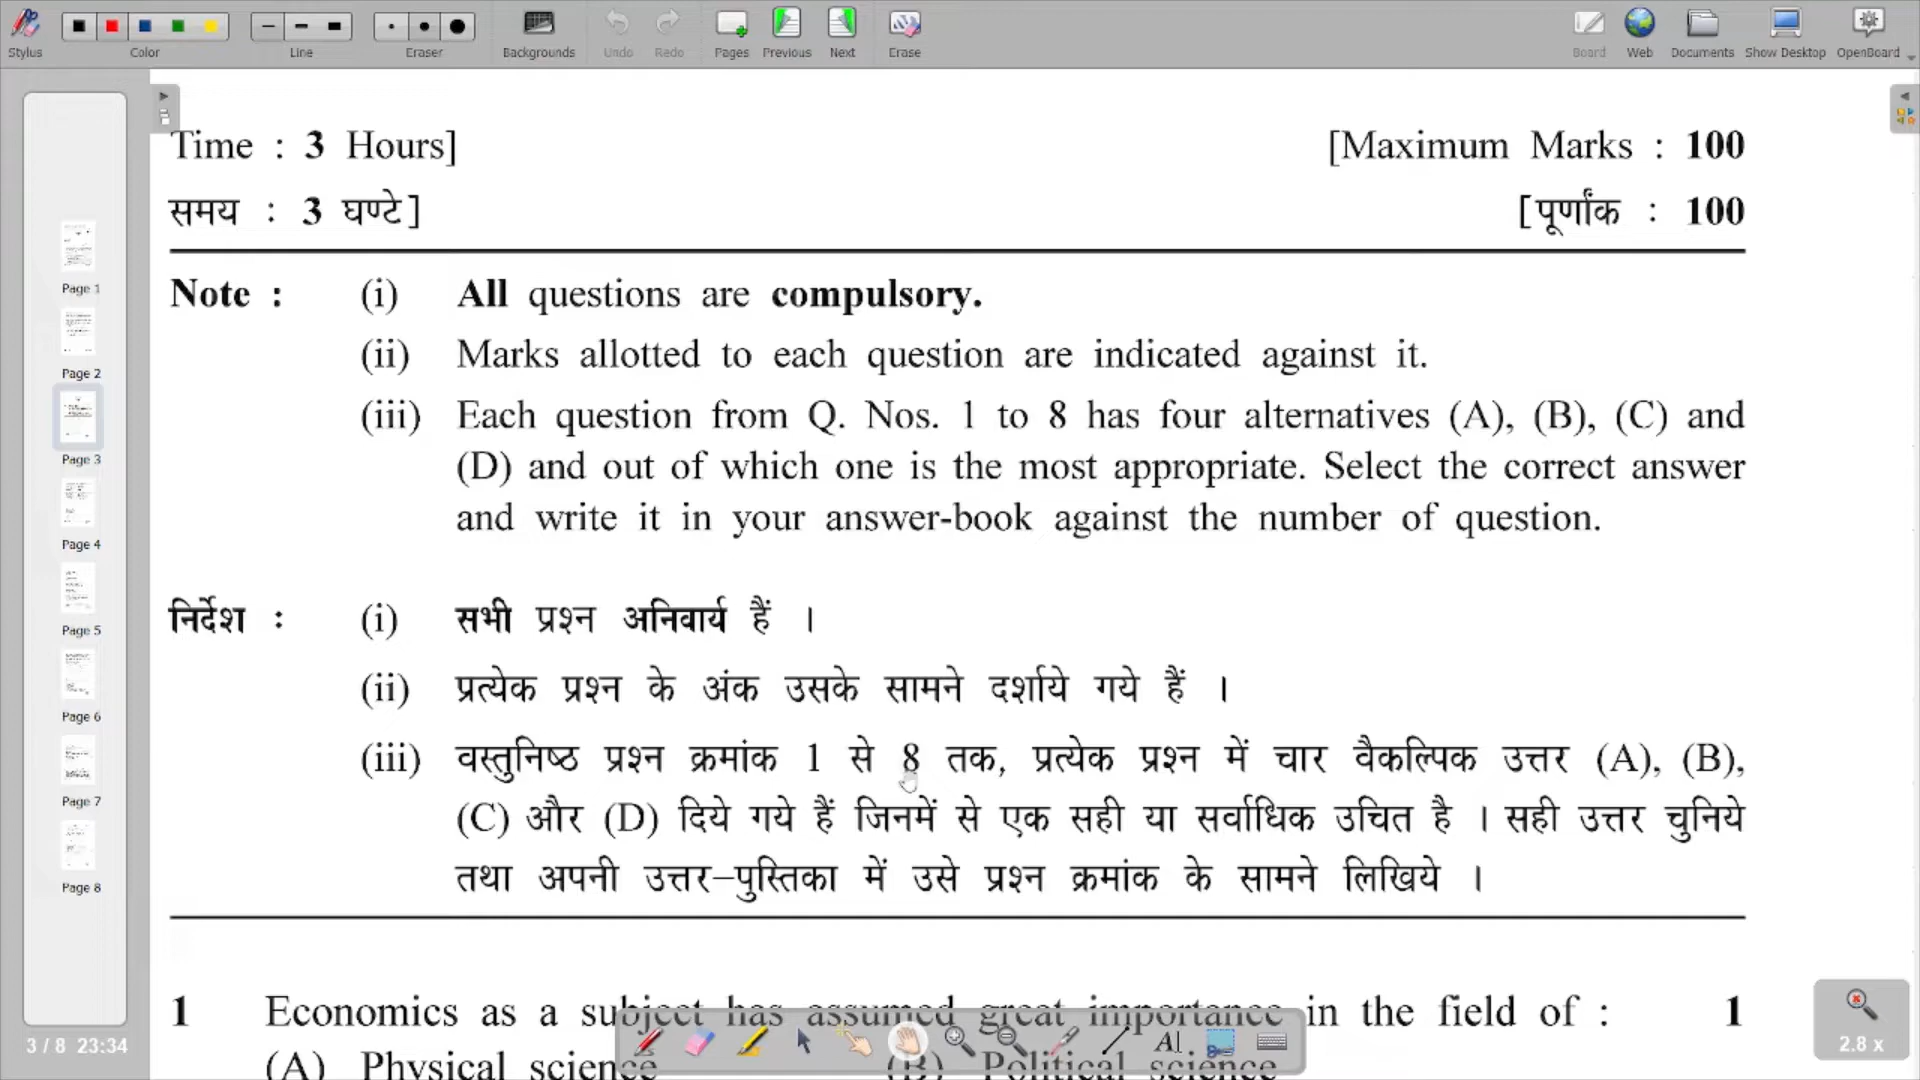 Stylus Color Line Eraser Backgrounds Undo Redo Pages Previous Next Erase Board Web Documents Show Desktop OpenBoard
Page 1
Page 2
Page 3
Page 4
Page 5
Page 6
Page 7
Page 8
3 / 8 23:34
Time : 3 Hours] [Maximum Marks : 100
समय : 3 घण्टे] [पूर्णांक : 100
Note : (i) All questions are compulsory.
(ii) Marks allotted to each question are indicated against it.
(iii) Each question from Q. Nos. 1 to 8 has four alternatives (A), (B), (C) and
(D) and out of which one is the most appropriate. Select the correct answer
and write it in your answer-book against the number of question.
निर्देश : (i) सभी प्रश्न अनिवार्य हैं ।
(ii) प्रत्येक प्रश्न के अंक उसके सामने दर्शाये गये हैं ।
(iii) वस्तुनिष्ठ प्रश्न क्रमांक 1 से 8 तक, प्रत्येक प्रश्न में चार वैकल्पिक उत्तर (A), (B),
(C) और (D) दिये गये हैं जिनमें से एक सही या सर्वाधिक उचित है । सही उत्तर चुनिये
तथा अपनी उत्तर-पुस्तिका में उसे प्रश्न क्रमांक के सामने लिखिये ।
1 Economics as a subject has assumed great importance in the field of : 1
(A) Physical science (B) Political science
2.8 x